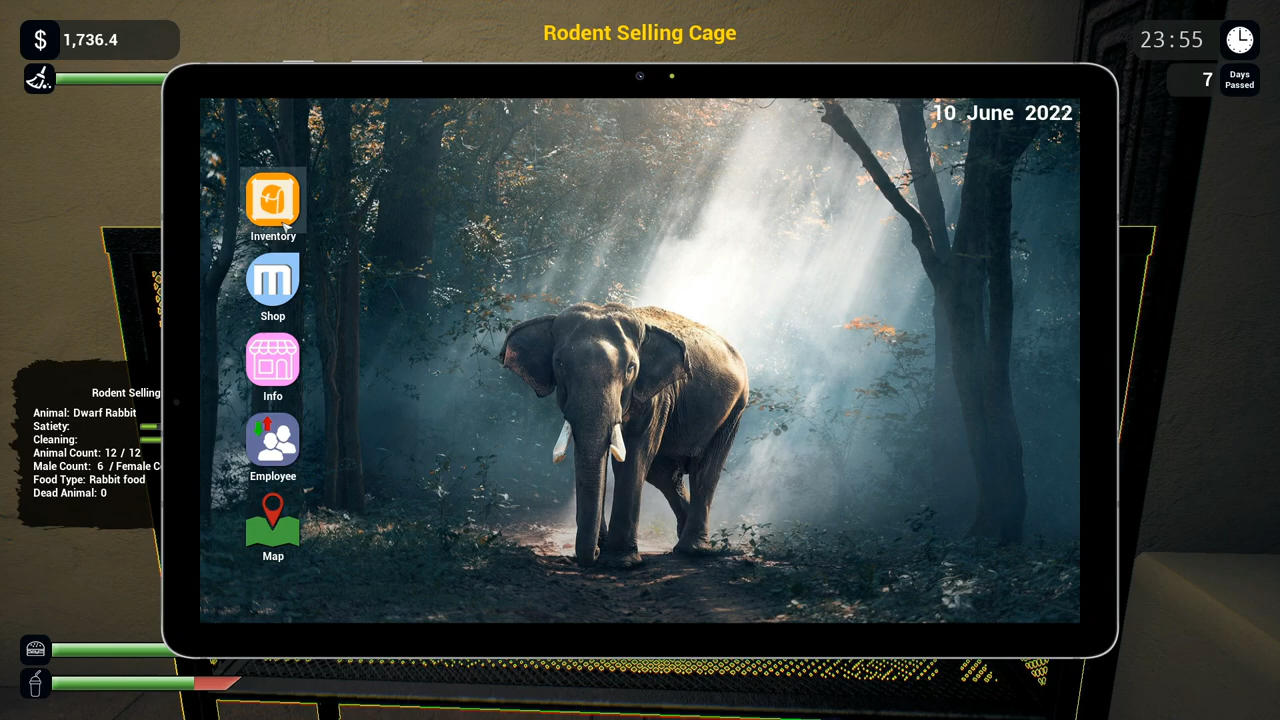 $ 1,736.4
Rodent Selling Cage
23:55
7 Days
Passed
10 June 2022
Inventory
Shop
Info
Employee
Map
Rodent Selling
Animal: Dwarf Rabbit
Satiety:
Cleaning:
Animal Count: 12 / 12
Male Count: 6 / Female C
Food Type: Rabbit food
Dead Animal: 0